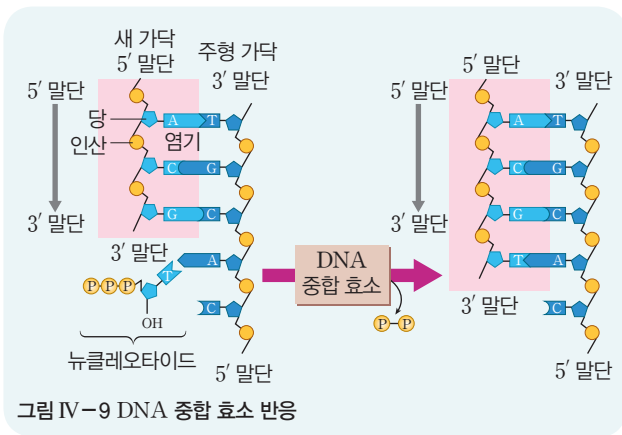 새 가닥
5′ 말단
주형 가닥
3′ 말단
5′ 말단
당
인산
염기
A T
C G
G C
3′ 말단
3′ 말단
T A
P P P
OH
C
뉴클레오타이드
5′ 말단
DNA
중합 효소
P P
5′ 말단
3′ 말단
5′ 말단
A T
C G
G C
3′ 말단
T A
3′ 말단
C
5′ 말단
그림 Ⅳ-9 DNA 중합 효소 반응